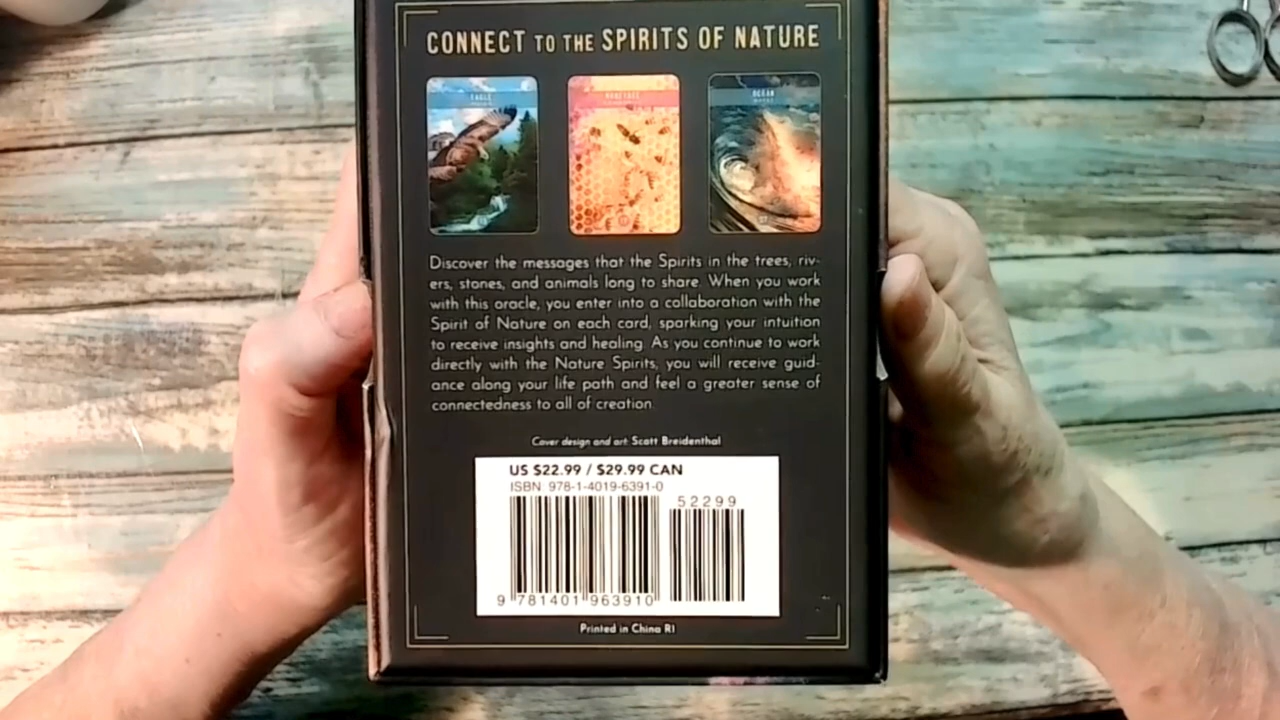 CONNECT TO THE SPIRITS OF NATURE
EAGLE
OCEAN
Discover the messages that the Spirits in the trees, riv-
ers, stones, and animals long to share. When you work
with this oracle, you enter into a collaboration with the
Spirit of Nature on each card, sparking your intuition
to receive insights and healing. As you continue to work
directly with the Nature Spirits, you will receive guid-
ance along your life path and feel a greater sense of
connectedness to all of creation.
Cover design and art: Scott Breidenthal
US $22.99 / $29.99 CAN
ISBN 978-1-4019-6391-0
52299
9 781401 963910
Printed in China RI